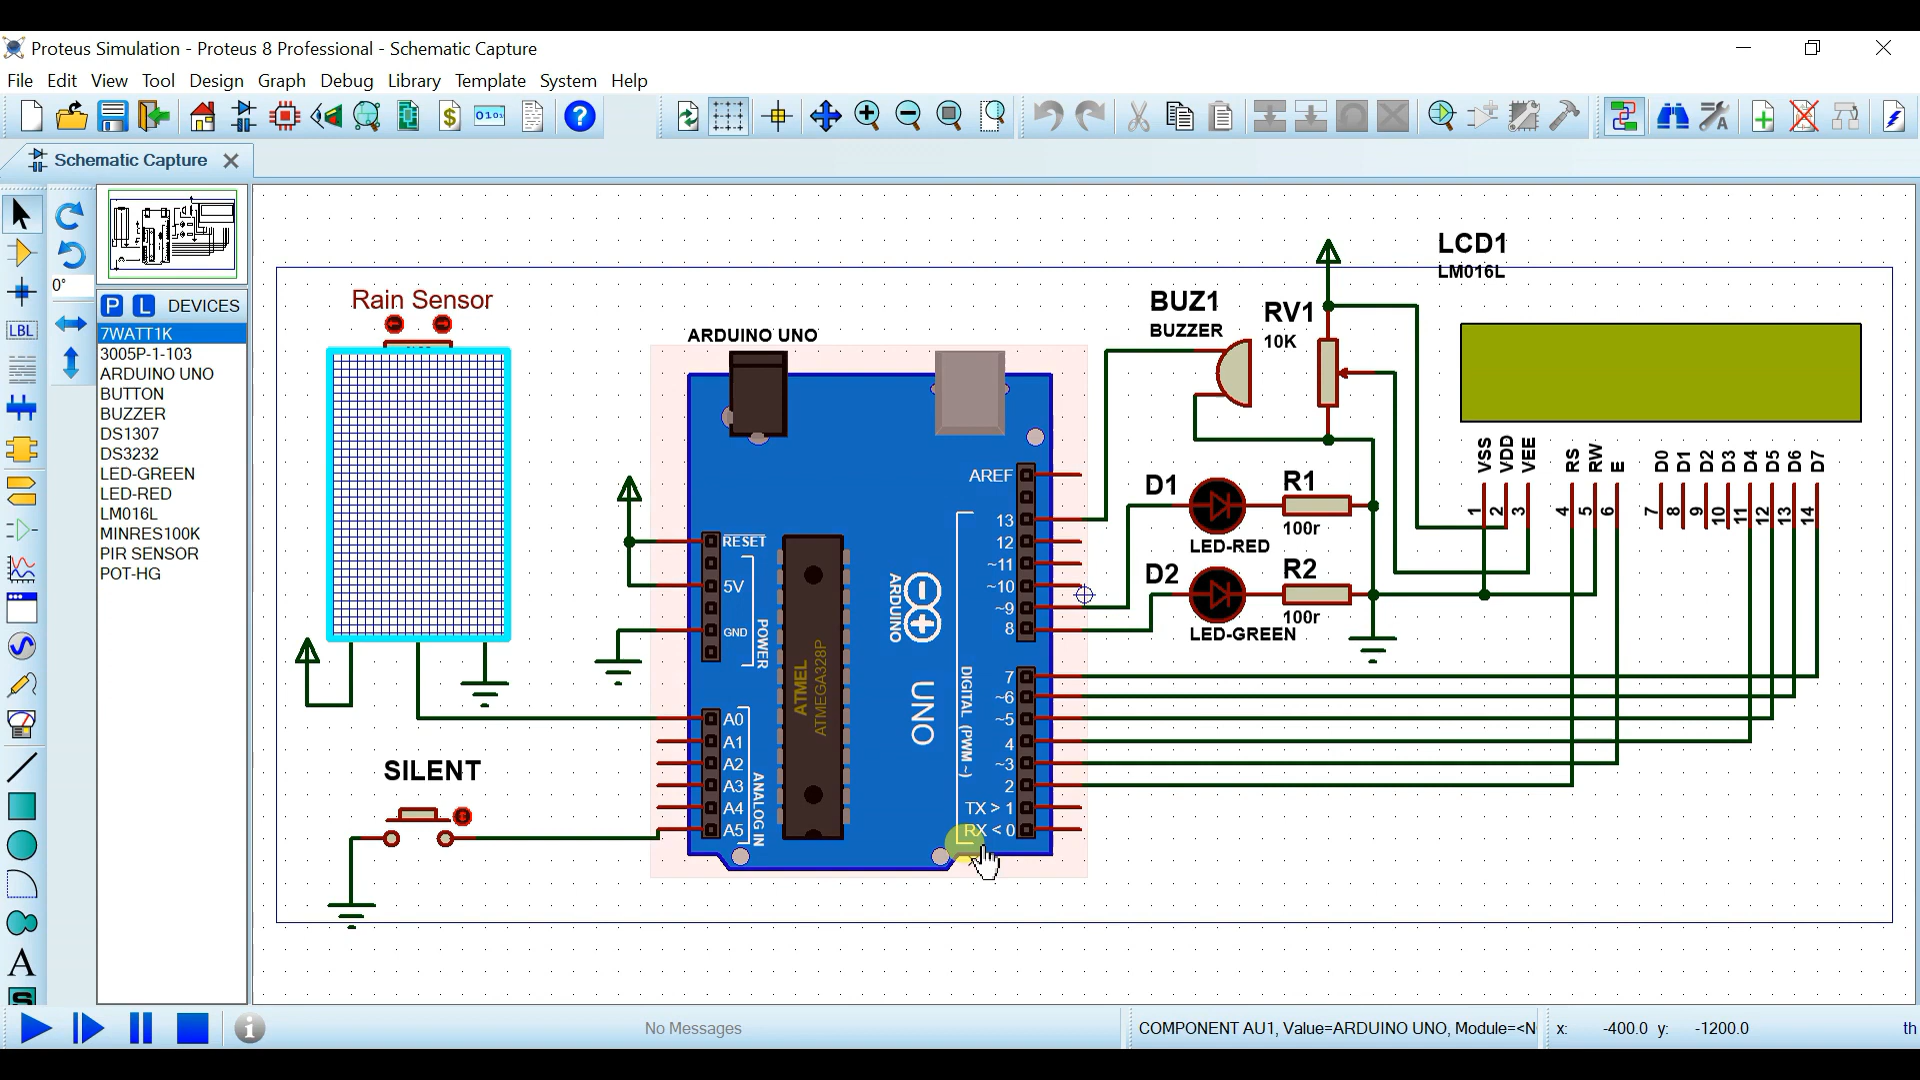 Proteus Simulation - Proteus 8 Professional - Schematic Capture
File Edit View Tool Design Graph Debug Library Template System Help
Schematic Capture
0°
P L DEVICES
7WATT1K
3005P-1-103
ARDUINO UNO
BUTTON
BUZZER
DS1307
DS3232
LED-GREEN
LED-RED
LM016L
MINRES100K
PIR SENSOR
POT-HG
LBL
A
S
Rain Sensor
SILENT
ARDUINO UNO
RESET
5V
GND
POWER
A0
A1
A2
A3
A4
A5
ANALOG IN
ATMEL
ATMEGA328P
ARDUINO
UNO
AREF
13
12
~11
~10
~9
8
7
~6
~5
4
~3
2
TX > 1
RX < 0
DIGITAL (PWM ~)
BUZ1
BUZZER
RV1
10K
D1
LED-RED
R1
100r
D2
LED-GREEN
R2
100r
LCD1
LM016L
VSS VDD VEE RS RW E D0 D1 D2 D3 D4 D5 D6 D7
1 2 3 4 5 6 7 8 9 10 11 12 13 14
No Messages
COMPONENT AU1, Value=ARDUINO UNO, Module=<N
x: -400.0 y: -1200.0
th